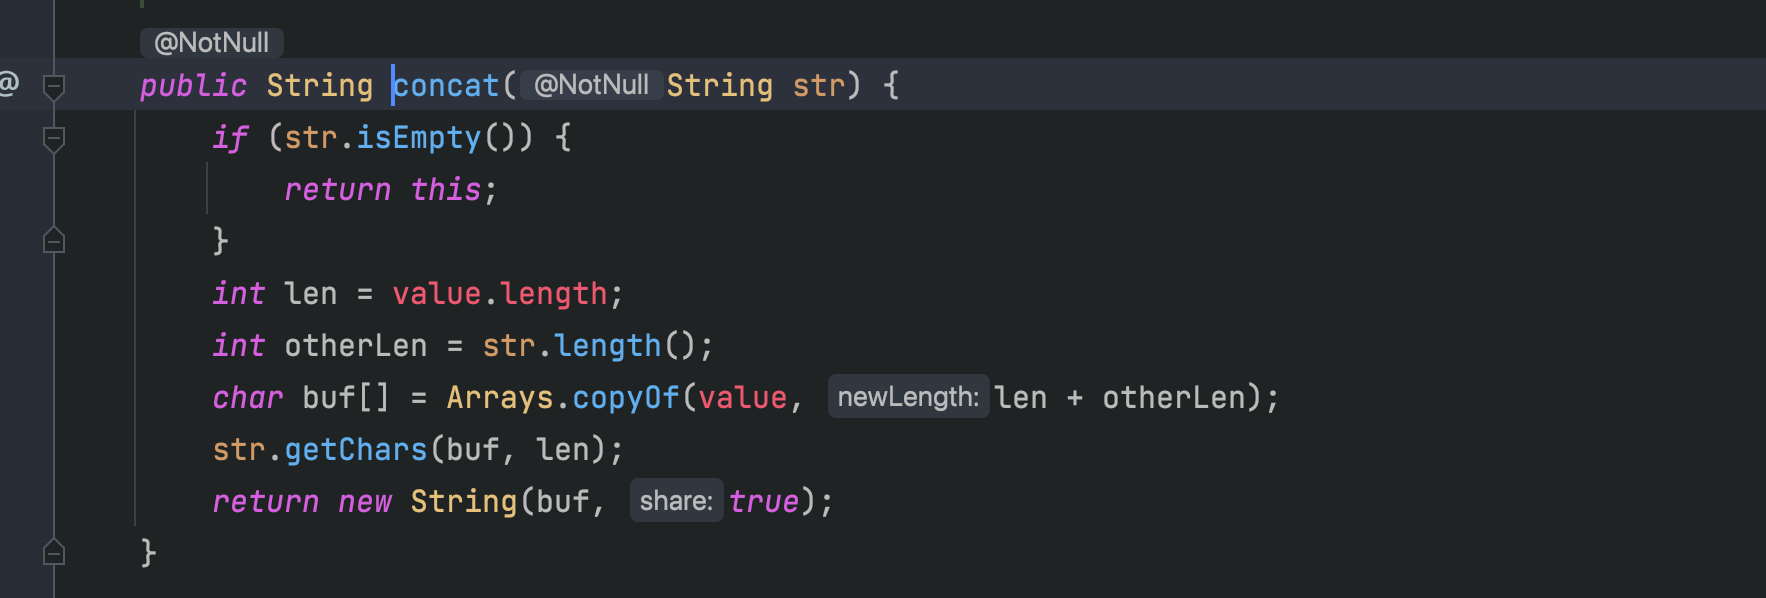 @NotNull
@ public String concat( @NotNull String str) {
if (str.isEmpty()) {
return this;
}
int len = value.length;
int otherLen = str.length();
char buf[] = Arrays.copyOf(value, newLength: len + otherLen);
str.getChars(buf, len);
return new String(buf, share: true);
}